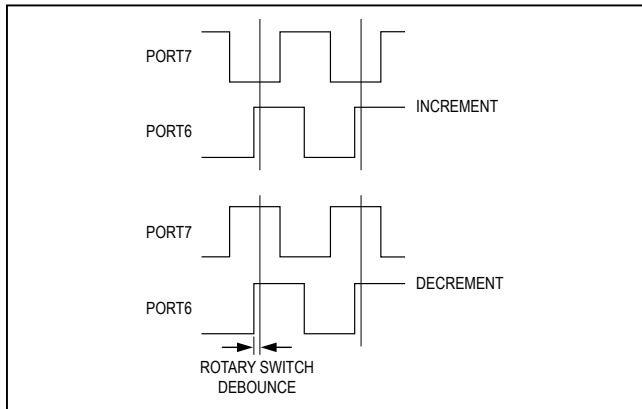 PORT7
INCREMENT
PORT6
PORT7
DECREMENT
PORT6
ROTARY SWITCH
DEBOUNCE